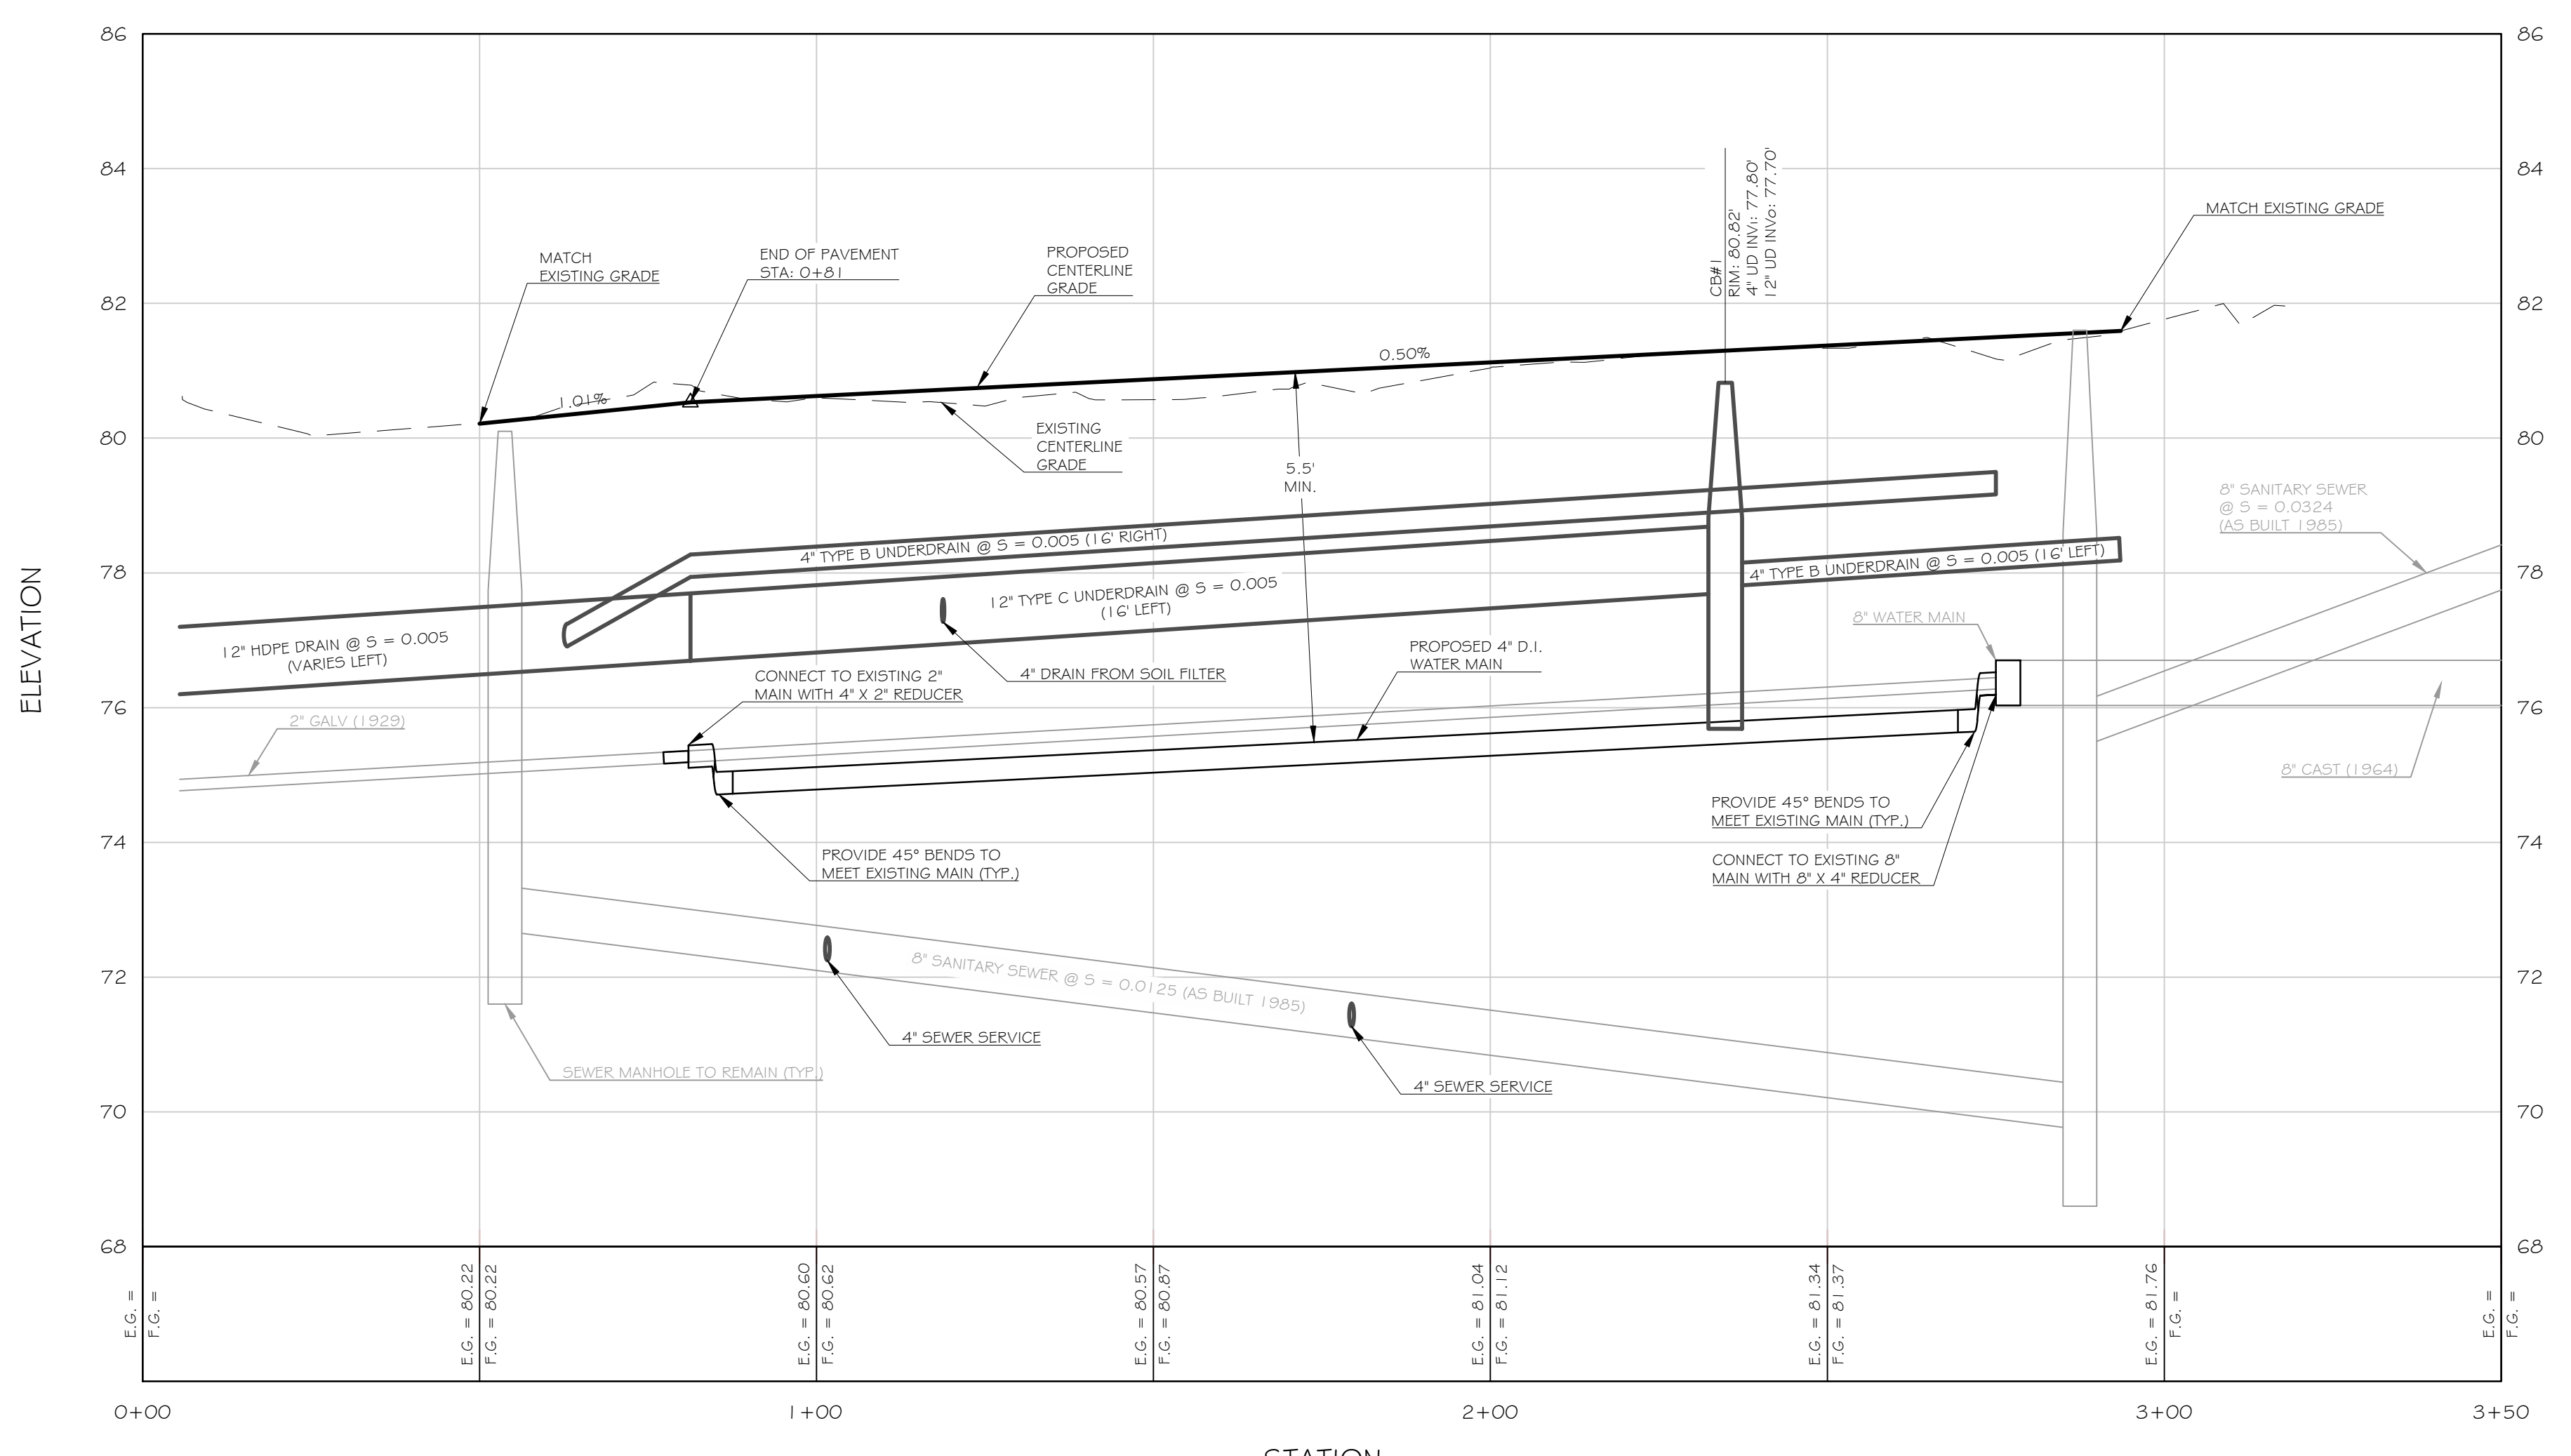 86
86
84
84
82
82
80
80
78
78
76
76
74
74
72
72
70
70
68
68
ELEVATION
MATCH
EXISTING GRADE
END OF PAVEMENT
STA: 0+81
PROPOSED
CENTERLINE
GRADE
CB#1
RIM: 80.82'
4" UD INVi: 77.80'
12" UD INVo: 77.70'
MATCH EXISTING GRADE
1.01%
0.50%
EXISTING
CENTERLINE
GRADE
5.5'
MIN.
8" SANITARY SEWER
@ S = 0.0324
(AS BUILT 1985)
4" TYPE B UNDERDRAIN @ S = 0.005 (16' RIGHT)
4" TYPE B UNDERDRAIN @ S = 0.005 (16' LEFT)
12" TYPE C UNDERDRAIN @ S = 0.005
(16' LEFT)
12" HDPE DRAIN @ S = 0.005
(VARIES LEFT)
8" WATER MAIN
PROPOSED 4" D.I.
WATER MAIN
4" DRAIN FROM SOIL FILTER
CONNECT TO EXISTING 2"
MAIN WITH 4" X 2" REDUCER
2" GALV (1929)
8" CAST (1964)
PROVIDE 45° BENDS TO
MEET EXISTING MAIN (TYP.)
PROVIDE 45° BENDS TO
MEET EXISTING MAIN (TYP.)
CONNECT TO EXISTING 8"
MAIN WITH 8" X 4" REDUCER
8" SANITARY SEWER @ S = 0.0125 (AS BUILT 1985)
4" SEWER SERVICE
SEWER MANHOLE TO REMAIN (TYP.)
4" SEWER SERVICE
E.G. =
F.G. =
E.G. = 80.22
F.G. = 80.22
E.G. = 80.60
F.G. = 80.62
E.G. = 80.57
F.G. = 80.87
E.G. = 81.04
F.G. = 81.12
E.G. = 81.34
F.G. = 81.37
E.G. = 81.76
F.G. =
E.G. =
F.G. =
0+00
1+00
2+00
3+00
3+50
STATION